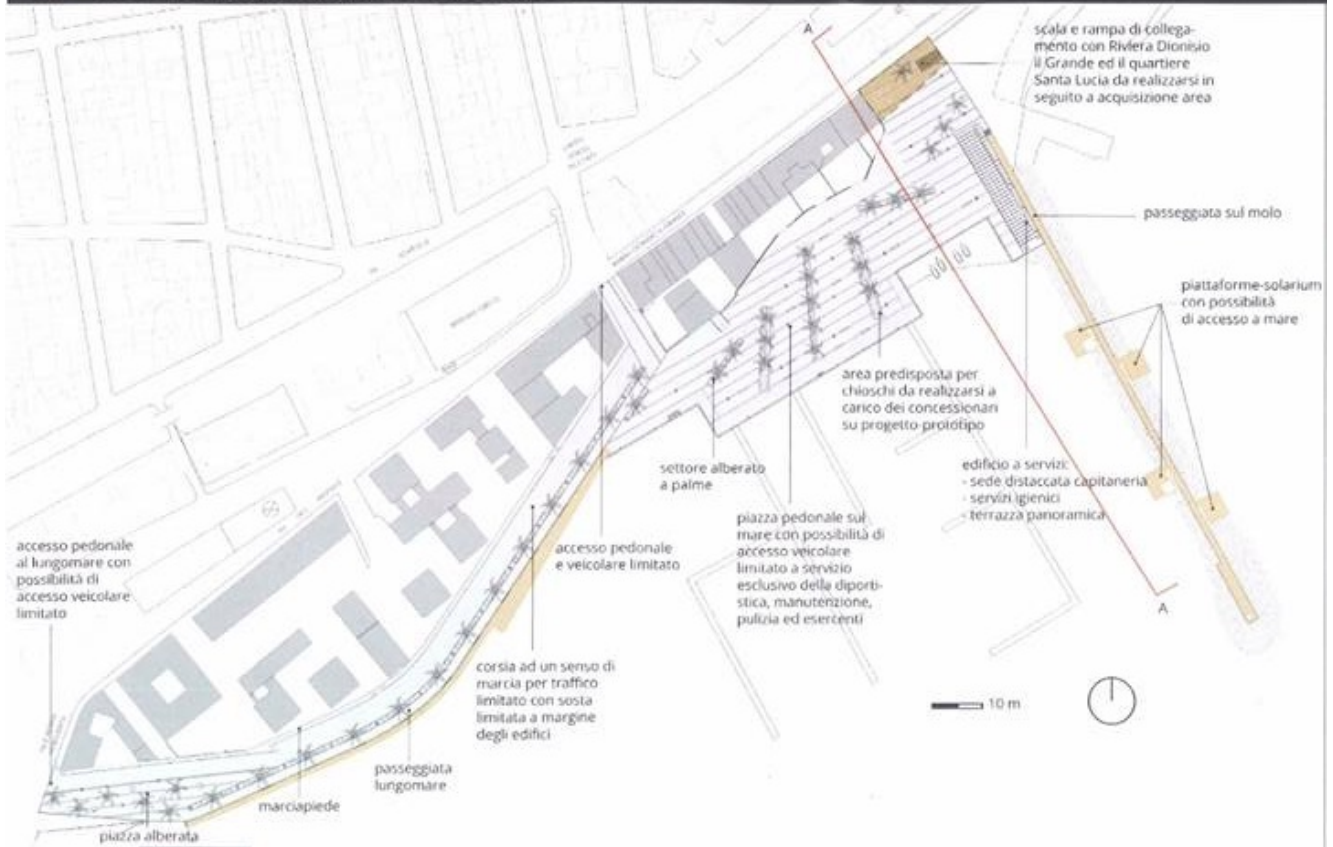 A
scala e rampa di collega-
mento con Riviera Dionisio
il Grande ed il quartiere
Santa Lucia da realizzarsi in
seguito a acquisizione area
passeggiata sul molo
piattaforme-solarium
con possibilità
di accesso a mare
area predisposta per
chioschi da realizzarsi a
carico dei concessionari
su progetto-prototipo
edificio a servizi:
- sede distaccata capitaneria
- servizi igienici
- terrazza panoramica
settore alberato
a palme
piazza pedonale sul
mare con possibilità di
accesso veicolare
limitato a servizio
esclusivo della diporti-
stica, manutenzione,
pulizia ed esercenti
accesso pedonale
e veicolare limitato
accesso pedonale
al lungomare con
possibilità di
accesso veicolare
limitato
corsia ad un senso di
marcia per traffico
limitato con sosta
limitata a margine
degli edifici
A
10 m
passeggiata
lungomare
marciapiede
piazza alberata